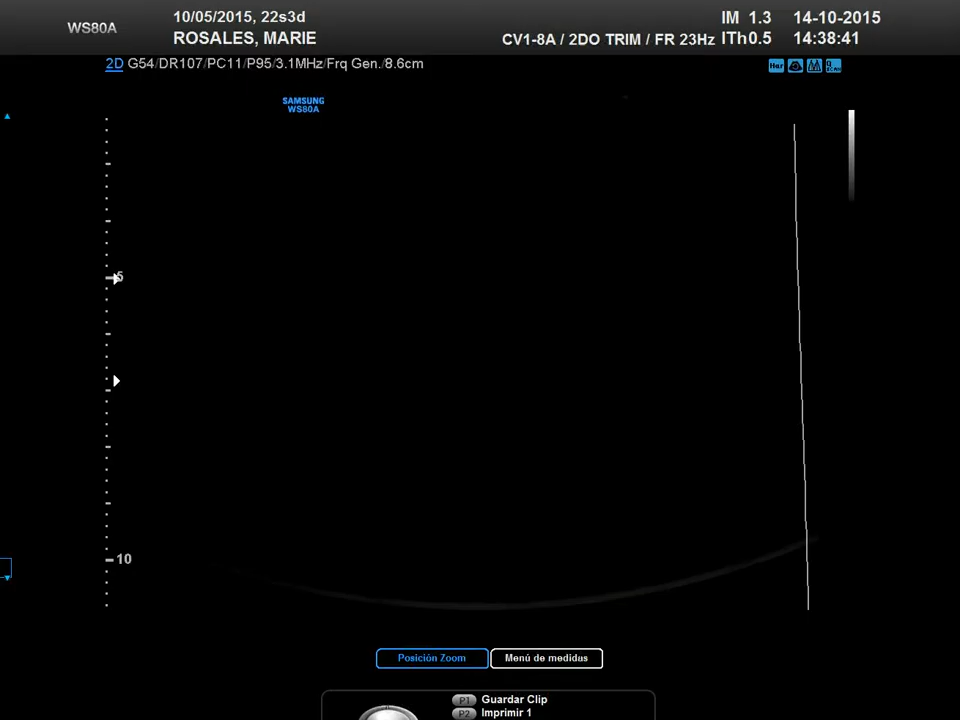 WS80A
10/05/2015, 22s3d
ROSALES, MARIE
IM 1.3 14-10-2015
CV1-8A / 2DO TRIM / FR 23Hz ITh0.5 14:38:41
2D G54/DR107/PC11/P95/3.1MHz/Frq Gen./8.6cm
Har
SAMSUNG
WS80A
5
10
Posición Zoom
Menú de medidas
P1 Guardar Clip
P2 Imprimir 1